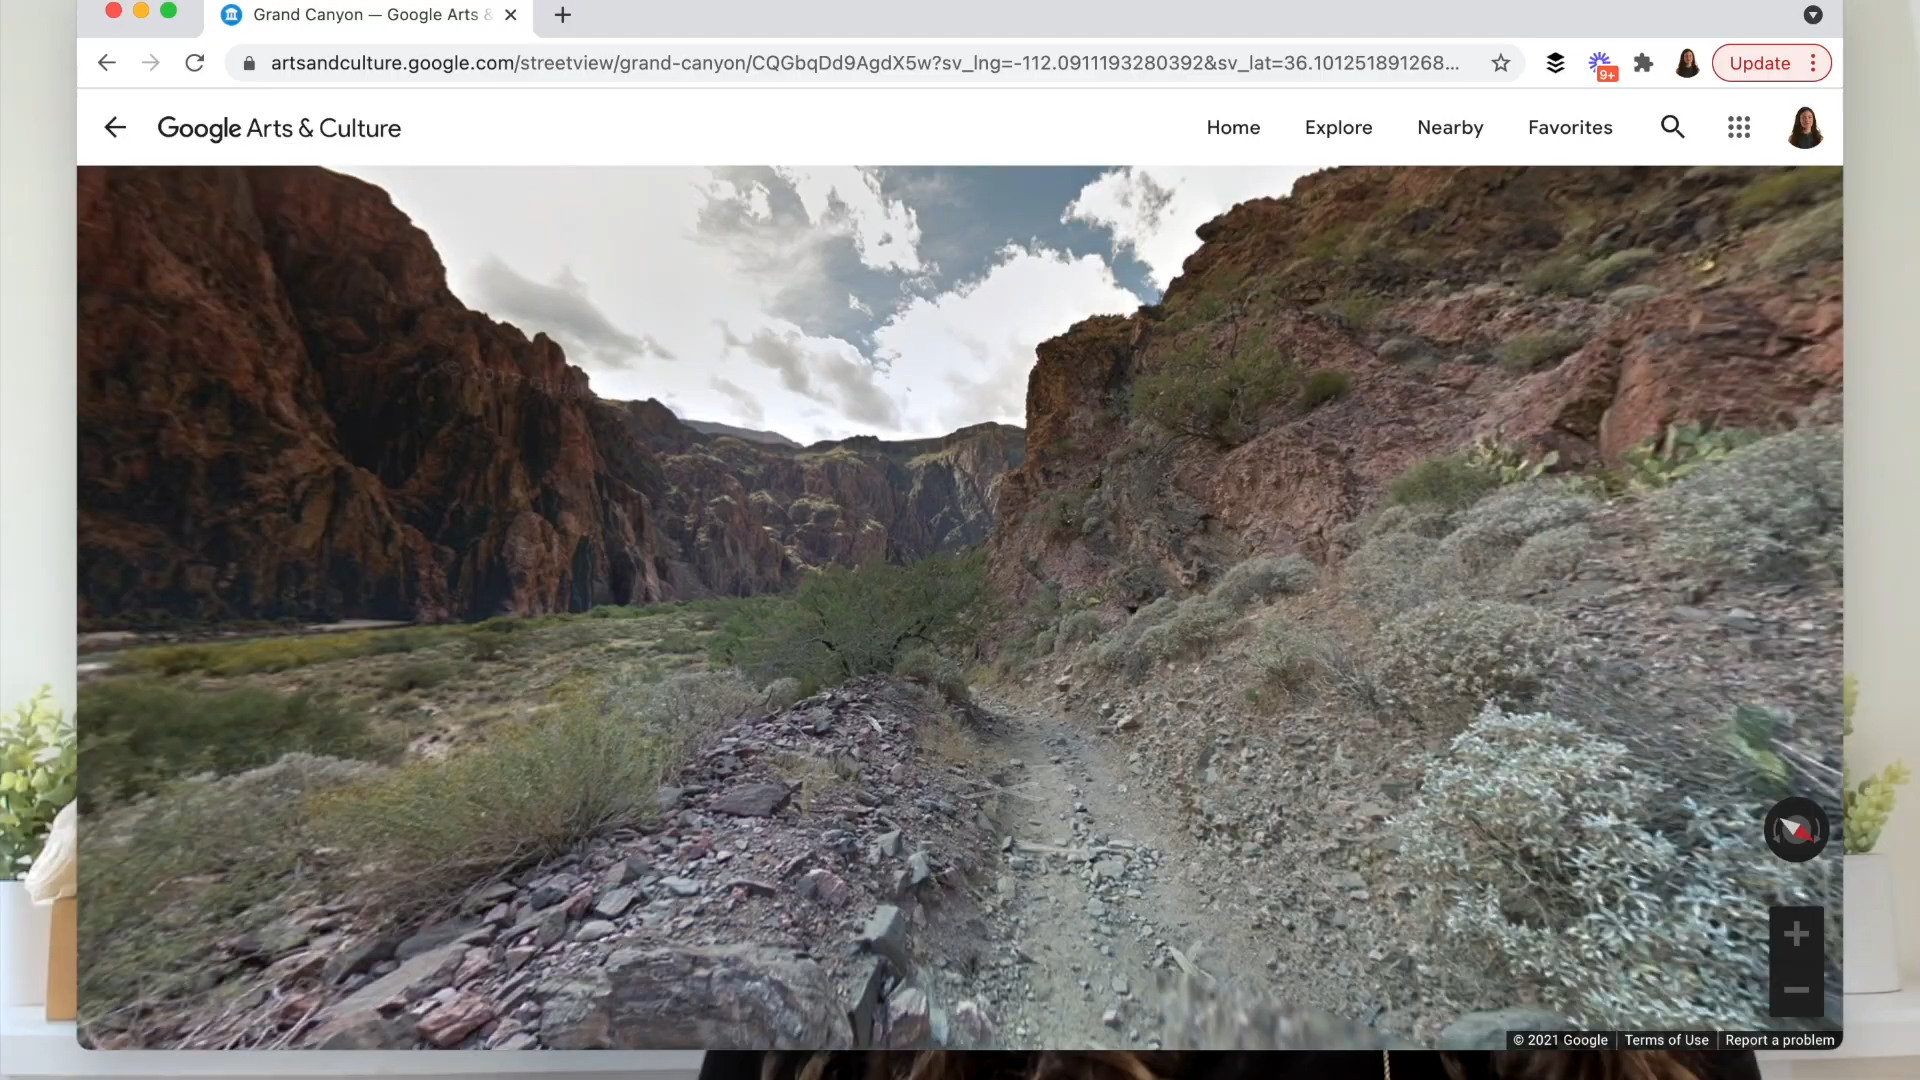 Grand Canyon — Google Arts &
artsandculture.google.com/streetview/grand-canyon/CQGbqDd9AgdX5w?sv_lng=-112.0911193280392&sv_lat=36.101251891268...
9+
Update
Google Arts & Culture
Home
Explore
Nearby
Favorites
© 2021 Google
Terms of Use
Report a problem